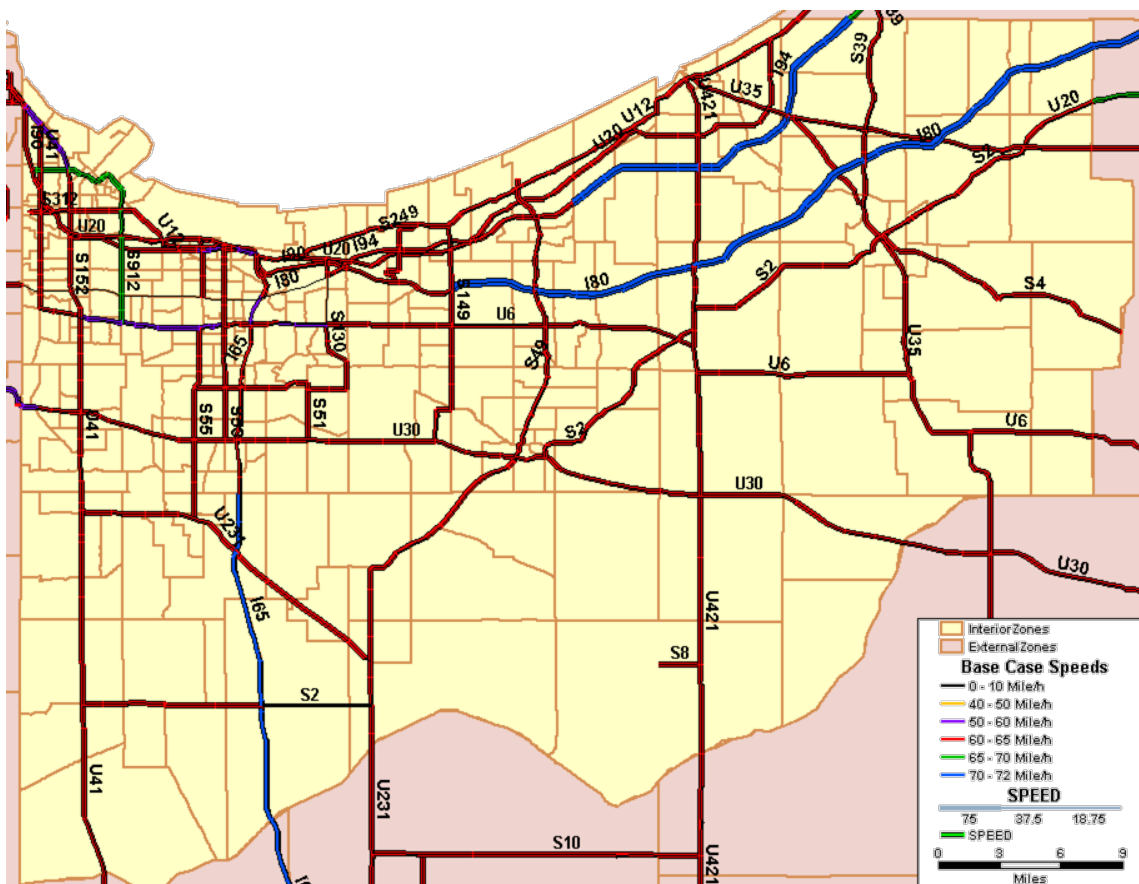 S39
I94
U35
U421
U12
U20
U20
I80
S2
U41
I90
S312
U20
U12
S249
I90
U20
I94
I80
S152
S912
I80
S2
S4
S149
U6
S130
I65
S49
U35
U6
U41
S55
S53
S51
U30
S2
U6
U30
U231
U30
I65
U421
S8
S2
U41
U231
S10
U421
InteriorZones
ExternalZones
Base Case Speeds
0 - 10 Mile/h
40 - 50 Mile/h
50 - 60 Mile/h
60 - 65 Mile/h
65 - 70 Mile/h
70 - 72 Mile/h
SPEED
75 37.5 18.75
SPEED
0 3 6 9
Miles